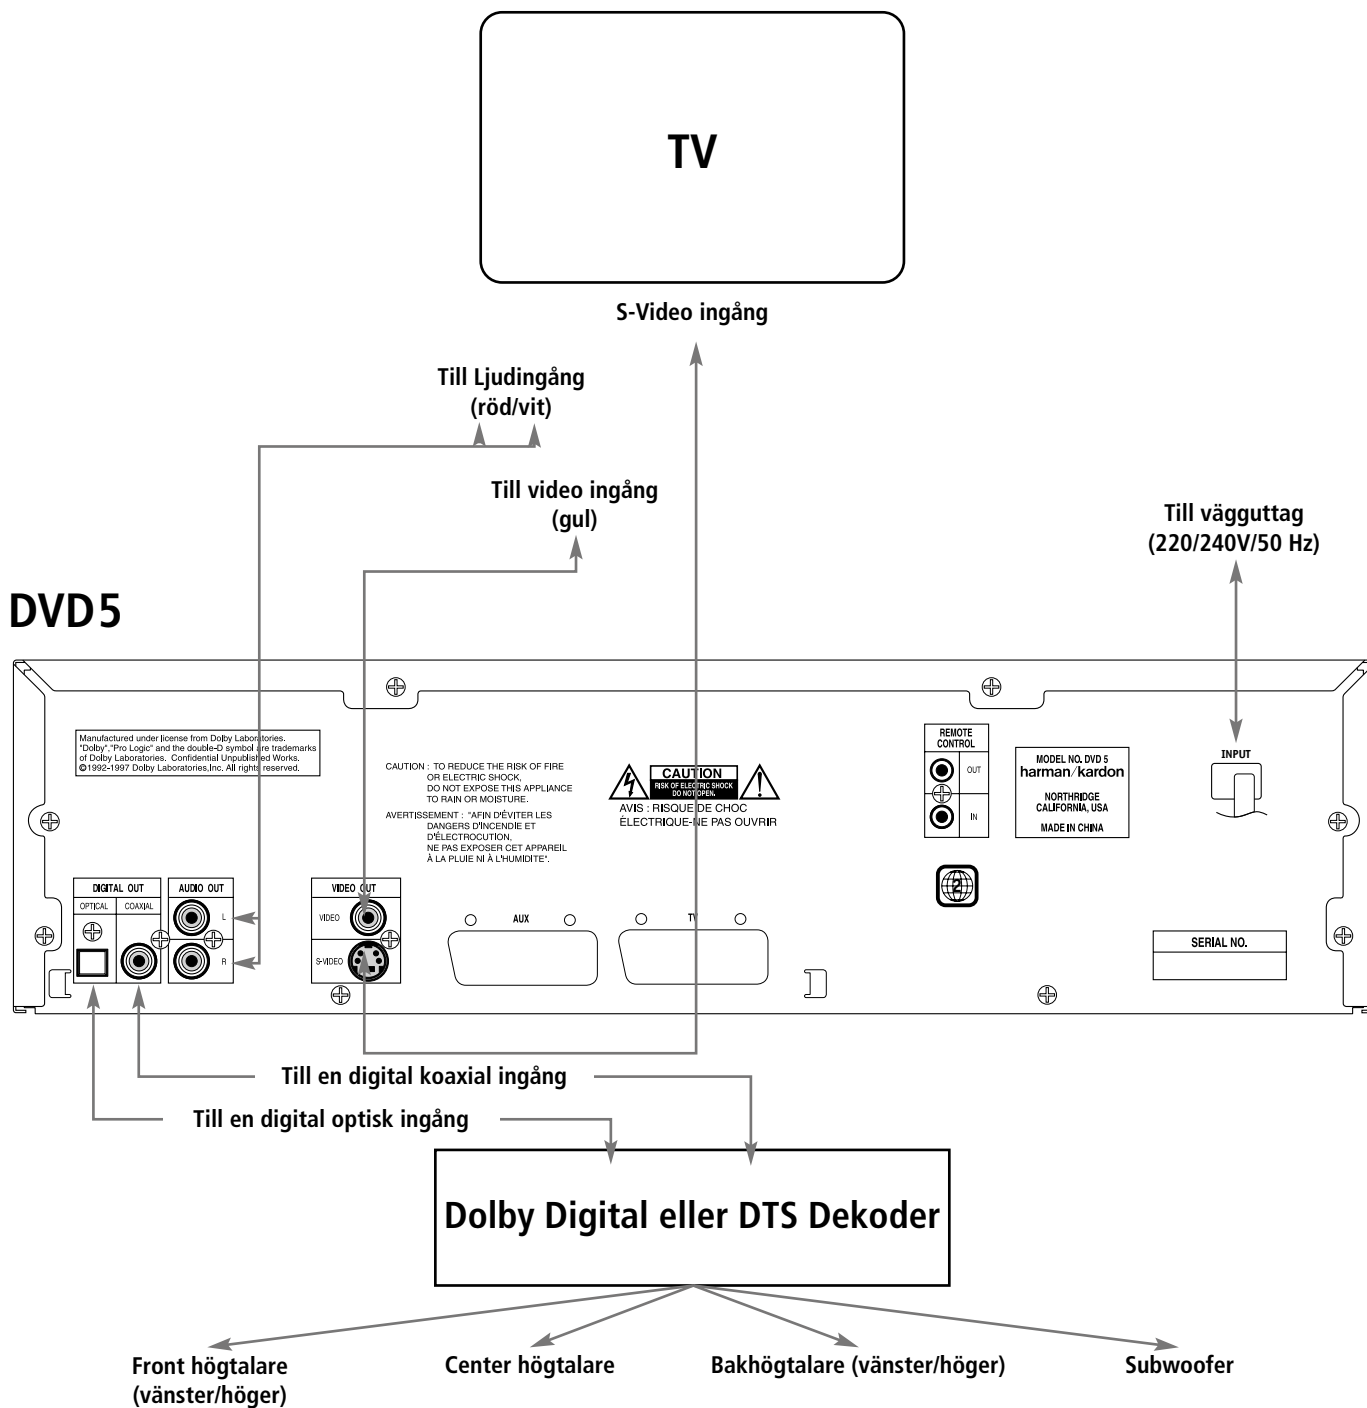 TV
S-Video ingång
Till Ljudingång
(röd/vit)
Till video ingång
(gul)
Till vägguttag
(220/240V/50 Hz)
DVD5
Manufactured under license from Dolby Laboratories.
"Dolby","Pro Logic" and the double-D symbol are trademarks
of Dolby Laboratories. Confidential Unpublished Works.
©1992-1997 Dolby Laboratories,Inc. All rights reserved.
CAUTION : TO REDUCE THE RISK OF FIRE
OR ELECTRIC SHOCK,
DO NOT EXPOSE THIS APPLIANCE
TO RAIN OR MOISTURE.
AVERTISSEMENT : "AFIN D'ÉVITER LES
DANGERS D'INCENDIE ET
D'ÉLECTROCUTION,
NE PAS EXPOSER CET APPAREIL
À LA PLUIE NI À L'HUMIDITE".
CAUTION
RISK OF ELECTRIC SHOCK
DO NOT OPEN.
AVIS : RISQUE DE CHOC
ÉLECTRIQUE-NE PAS OUVRIR
REMOTE
CONTROL
OUT
IN
MODEL NO. DVD 5
harman/kardon
NORTHRIDGE
CALIFORNIA, USA
MADE IN CHINA
INPUT
2
DIGITAL OUT
OPTICAL
COAXIAL
AUDIO OUT
L
R
VIDEO OUT
VIDEO
S-VIDEO
AUX
TV
SERIAL NO.
Till en digital koaxial ingång
Till en digital optisk ingång
Dolby Digital eller DTS Dekoder
Front högtalare
(vänster/höger)
Center högtalare
Bakhögtalare (vänster/höger)
Subwoofer